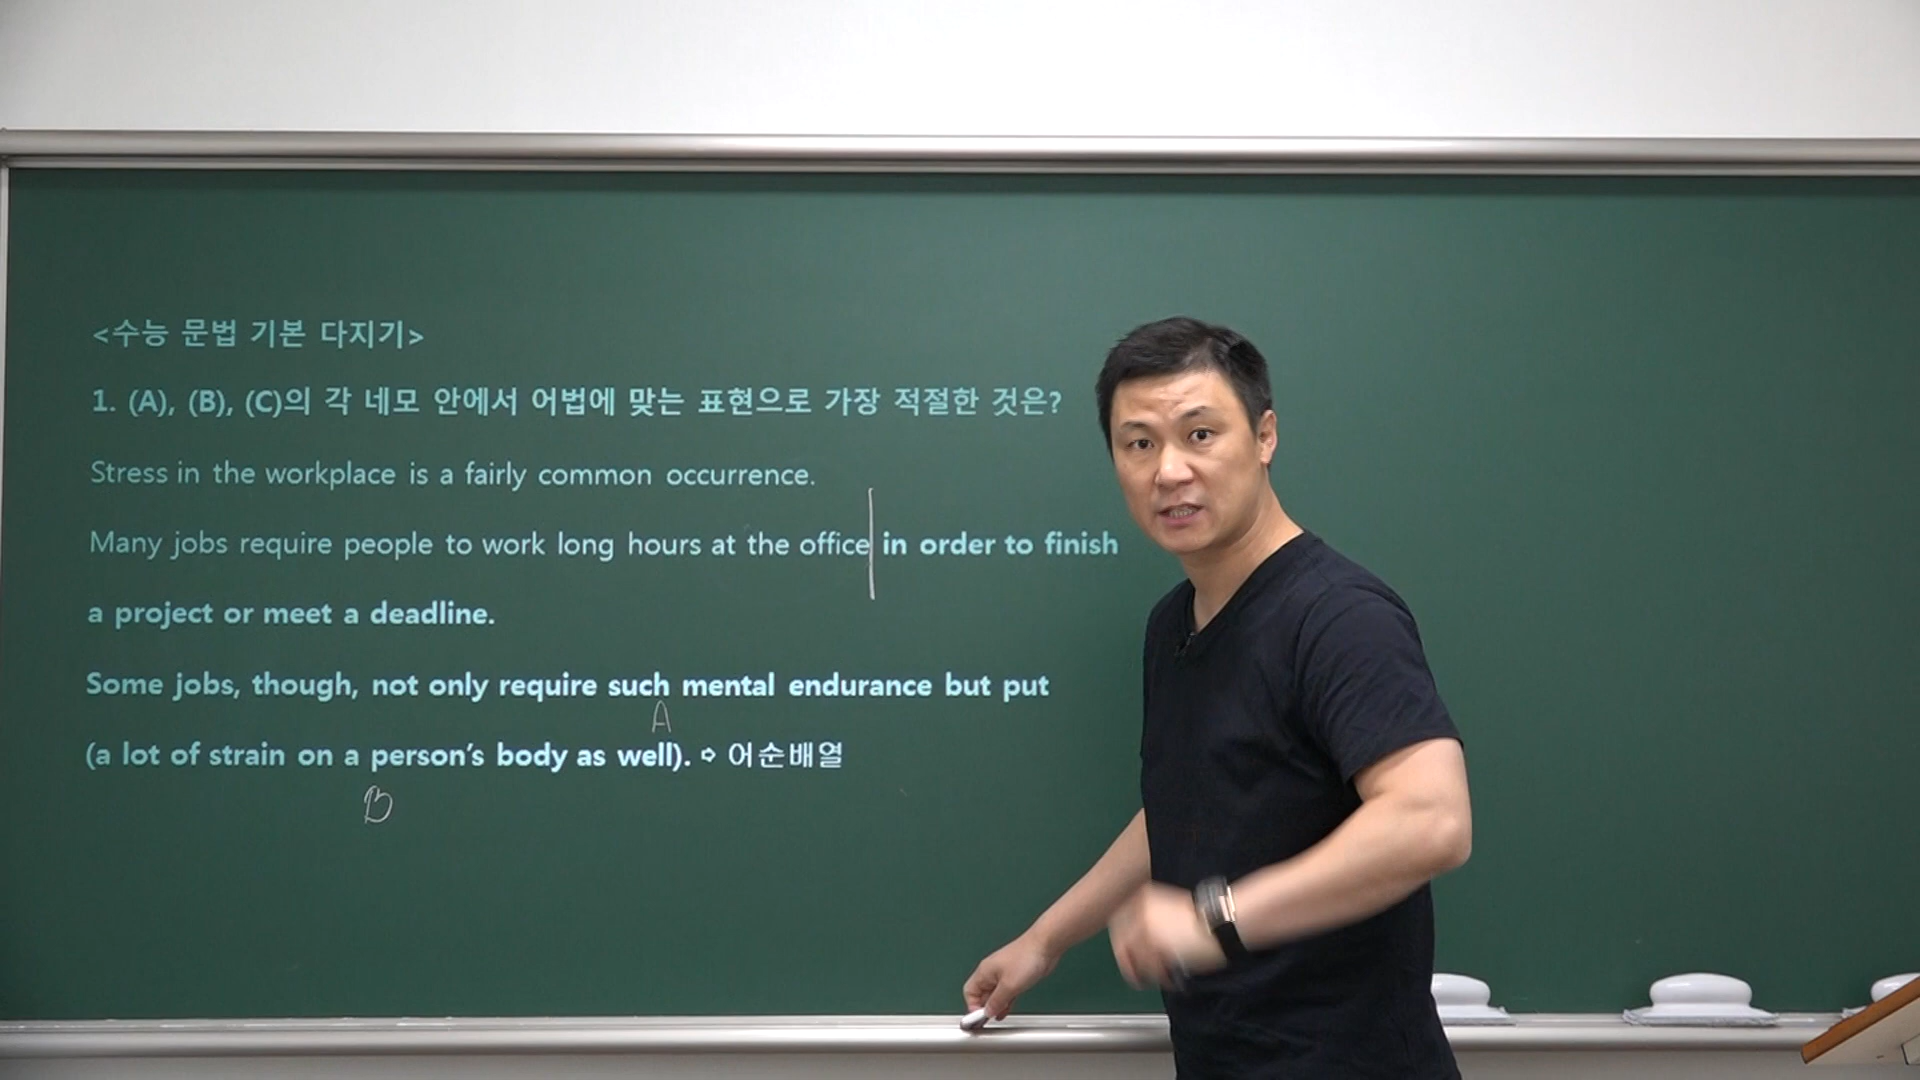 <수능 문법 기본 다지기>
1. (A), (B), (C)의 각 네모 안에서 어법에 맞는 표현으로 가장 적절한 것은?
Stress in the workplace is a fairly common occurrence.
Many jobs require people to work long hours at the office in order to finish
a project or meet a deadline.
Some jobs, though, not only require such mental endurance but put
A
(a lot of strain on a person's body as well). ➪ 어순배열
B